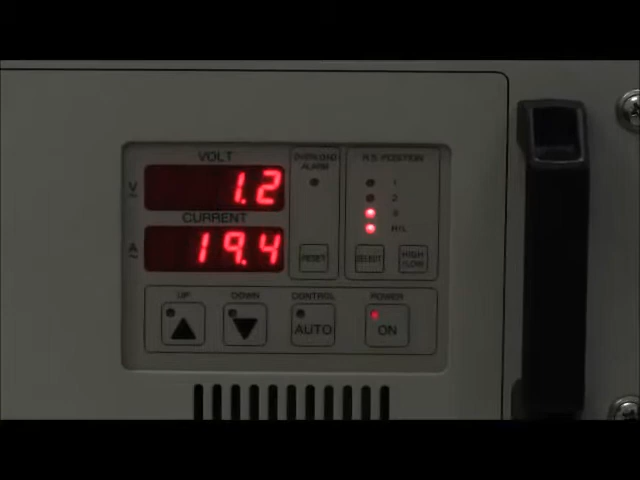 VOLT
V
1.2
CURRENT
A
19.4
OVERLOAD
ALARM
RESET
H.S. POSITION
1
2
3
H/L
SELECT
HIGH
UP
DOWN
CONTROL
AUTO
POWER
ON